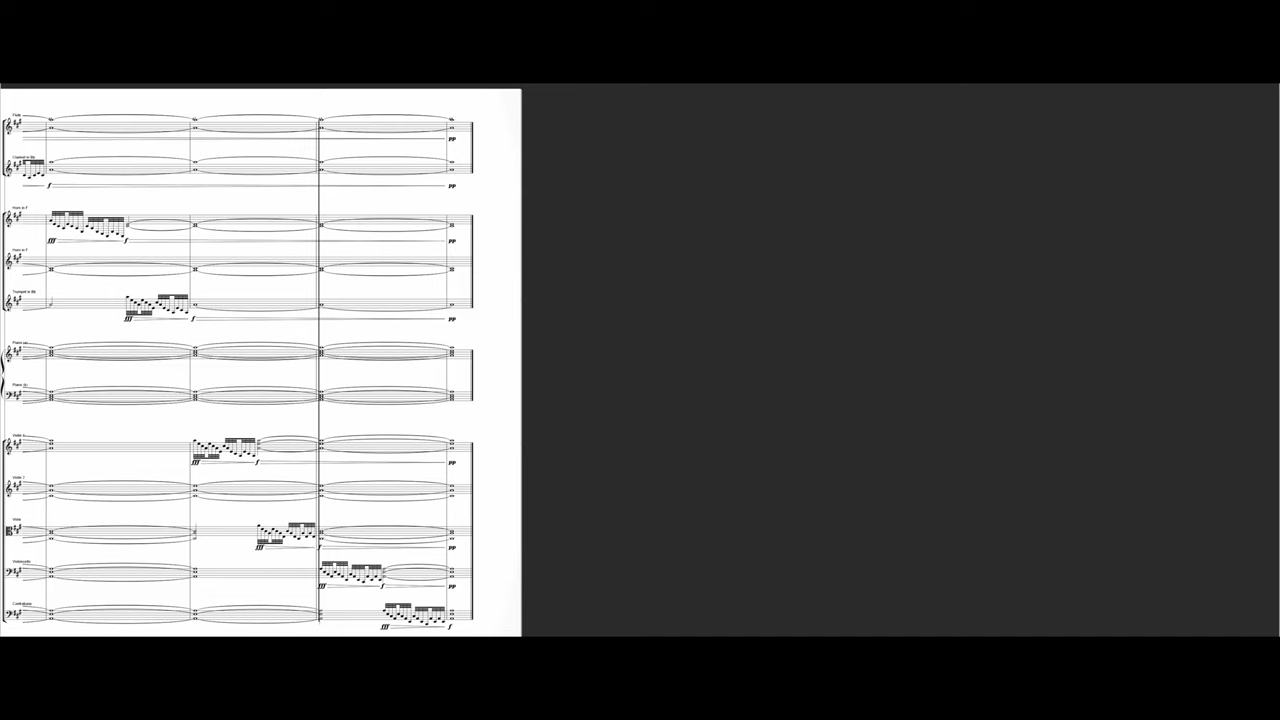 Flute
pp
Clarinet in Bb
f pp
Horn in F
fff f pp
Horn in F
Trumpet in Bb
fff f pp
Violin 1
fff f pp
Violin 2
Viola
fff f pp
Violoncello
fff f pp
Contrabass
fff f